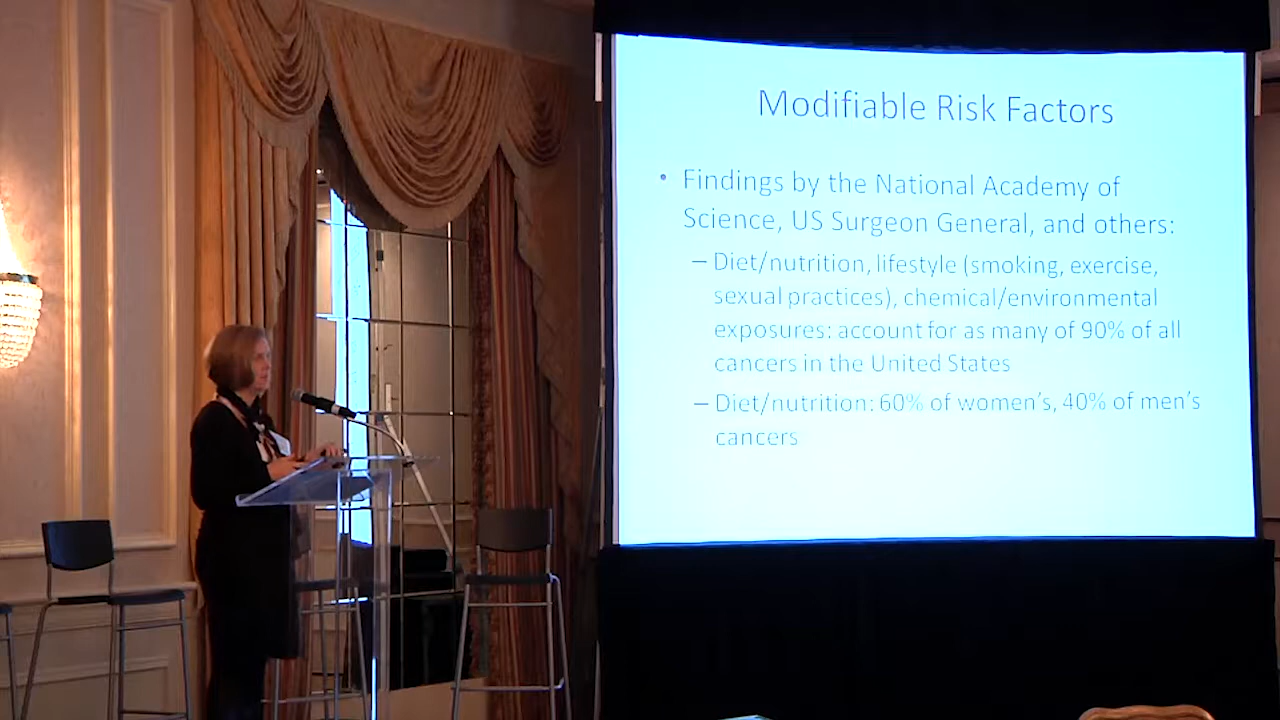 Modifiable Risk Factors
• Findings by the National Academy of
Science, US Surgeon General, and others:
– Diet/nutrition, lifestyle (smoking, exercise,
sexual practices), chemical/environmental
exposures: account for as many of 90% of all
cancers in the United States
– Diet/nutrition: 60% of women's, 40% of men's
cancers